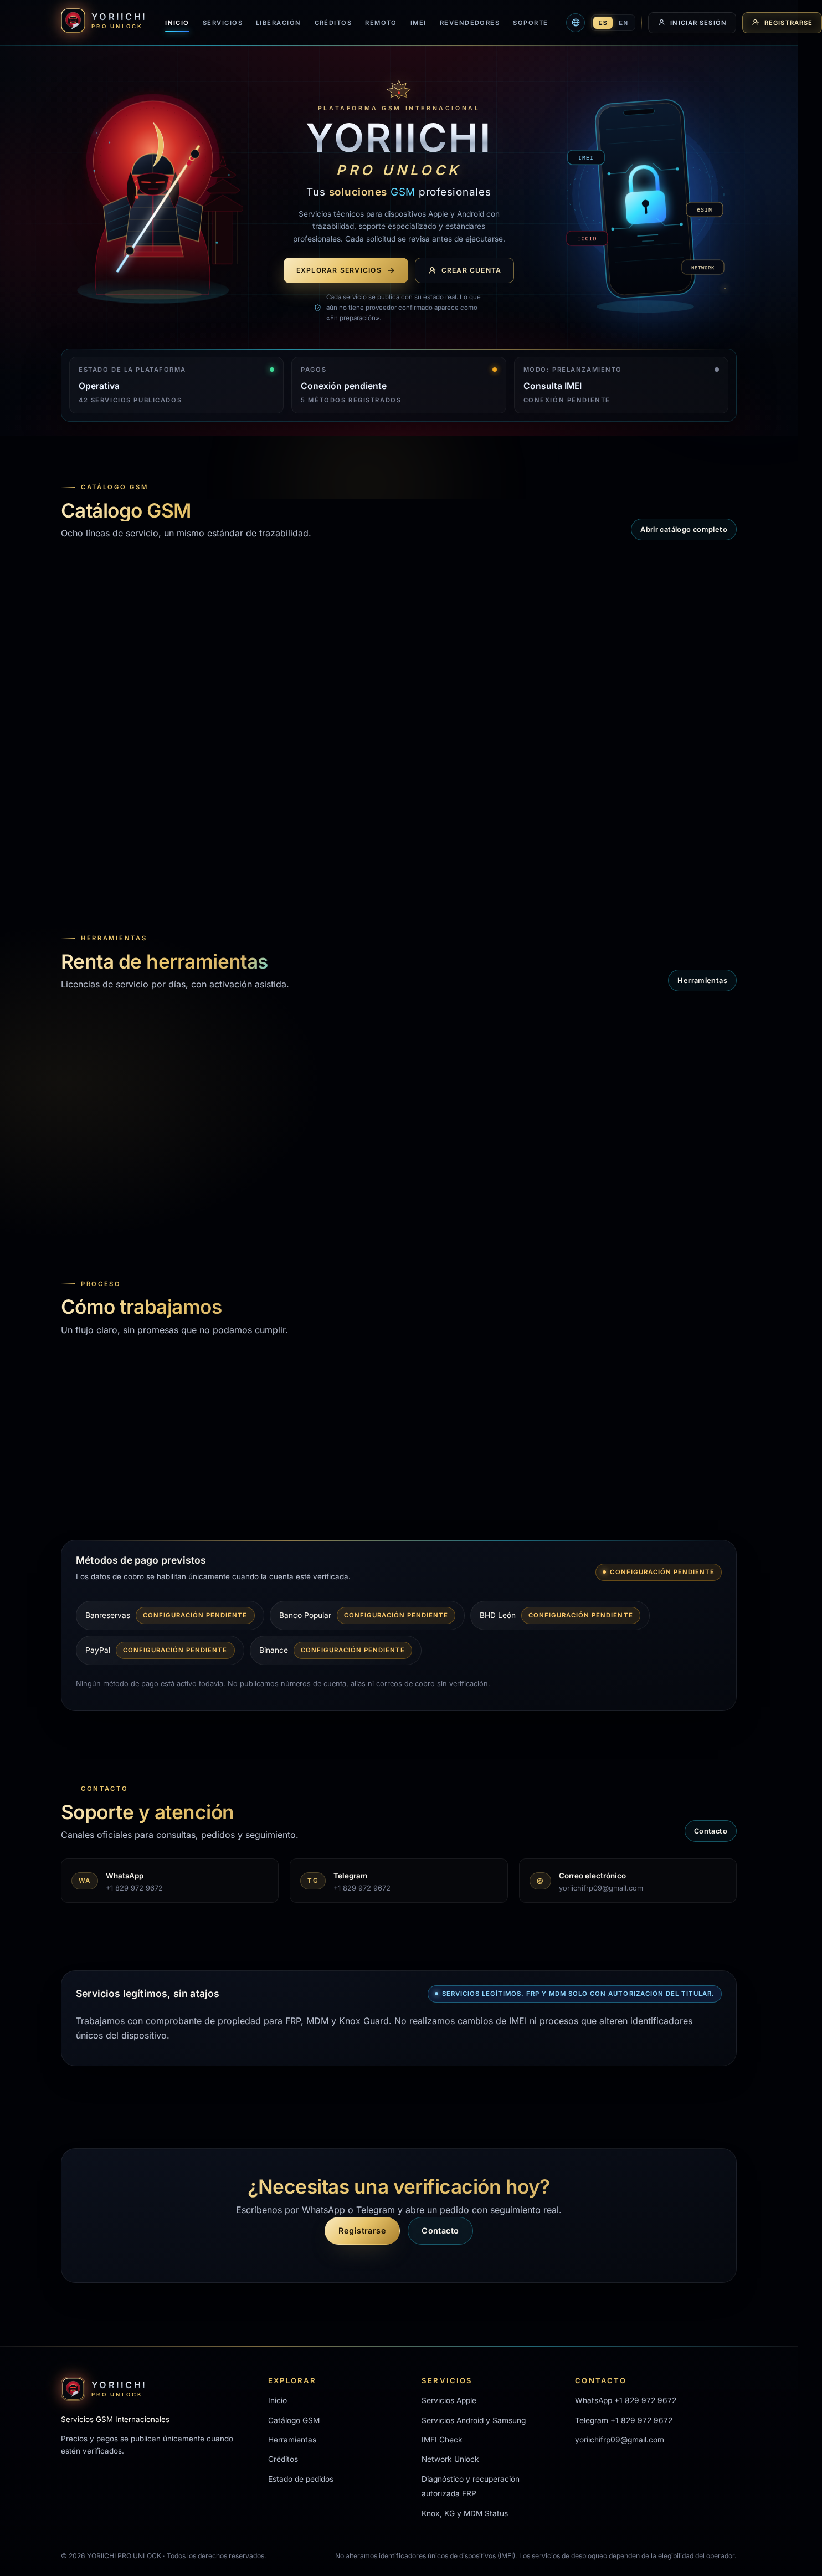 YORIICHI
PRO UNLOCK
INICIO SERVICIOS LIBERACIÓN CRÉDITOS REMOTO IMEI REVENDEDORES SOPORTE
ES EN
INICIAR SESIÓN
REGISTRARSE
PLATAFORMA GSM INTERNACIONAL
YORIICHI
PRO UNLOCK
Tus soluciones GSM profesionales
Servicios técnicos para dispositivos Apple y Android con
trazabilidad, soporte especializado y estándares
profesionales. Cada solicitud se revisa antes de ejecutarse.
EXPLORAR SERVICIOS
CREAR CUENTA
Cada servicio se publica con su estado real. Lo que
aún no tiene proveedor confirmado aparece como
«En preparación».
IMEI
eSIM
ICCID
NETWORK
ESTADO DE LA PLATAFORMA
Operativa
42 SERVICIOS PUBLICADOS
PAGOS
Conexión pendiente
5 MÉTODOS REGISTRADOS
MODO: PRELANZAMIENTO
Consulta IMEI
CONEXIÓN PENDIENTE
CATÁLOGO GSM
Catálogo GSM
Ocho líneas de servicio, un mismo estándar de trazabilidad.
Abrir catálogo completo
HERRAMIENTAS
Renta de herramientas
Licencias de servicio por días, con activación asistida.
Herramientas
PROCESO
Cómo trabajamos
Un flujo claro, sin promesas que no podamos cumplir.
Métodos de pago previstos
Los datos de cobro se habilitan únicamente cuando la cuenta esté verificada.
CONFIGURACIÓN PENDIENTE
Banreservas CONFIGURACIÓN PENDIENTE
Banco Popular CONFIGURACIÓN PENDIENTE
BHD León CONFIGURACIÓN PENDIENTE
PayPal CONFIGURACIÓN PENDIENTE
Binance CONFIGURACIÓN PENDIENTE
Ningún método de pago está activo todavía. No publicamos números de cuenta, alias ni correos de cobro sin verificación.
CONTACTO
Soporte y atención
Canales oficiales para consultas, pedidos y seguimiento.
Contacto
WA
WhatsApp
+1 829 972 9672
TG
Telegram
+1 829 972 9672
@
Correo electrónico
yoriichifrp09@gmail.com
Servicios legítimos, sin atajos
SERVICIOS LEGÍTIMOS. FRP Y MDM SOLO CON AUTORIZACIÓN DEL TITULAR.
Trabajamos con comprobante de propiedad para FRP, MDM y Knox Guard. No realizamos cambios de IMEI ni procesos que alteren identificadores
únicos del dispositivo.
¿Necesitas una verificación hoy?
Escríbenos por WhatsApp o Telegram y abre un pedido con seguimiento real.
Registrarse
Contacto
YORIICHI
PRO UNLOCK
Servicios GSM Internacionales
Precios y pagos se publican únicamente cuando
estén verificados.
EXPLORAR
Inicio
Catálogo GSM
Herramientas
Créditos
Estado de pedidos
SERVICIOS
Servicios Apple
Servicios Android y Samsung
IMEI Check
Network Unlock
Diagnóstico y recuperación
autorizada FRP
Knox, KG y MDM Status
CONTACTO
WhatsApp +1 829 972 9672
Telegram +1 829 972 9672
yoriichifrp09@gmail.com
© 2026 YORIICHI PRO UNLOCK · Todos los derechos reservados.
No alteramos identificadores únicos de dispositivos (IMEI). Los servicios de desbloqueo dependen de la elegibilidad del operador.